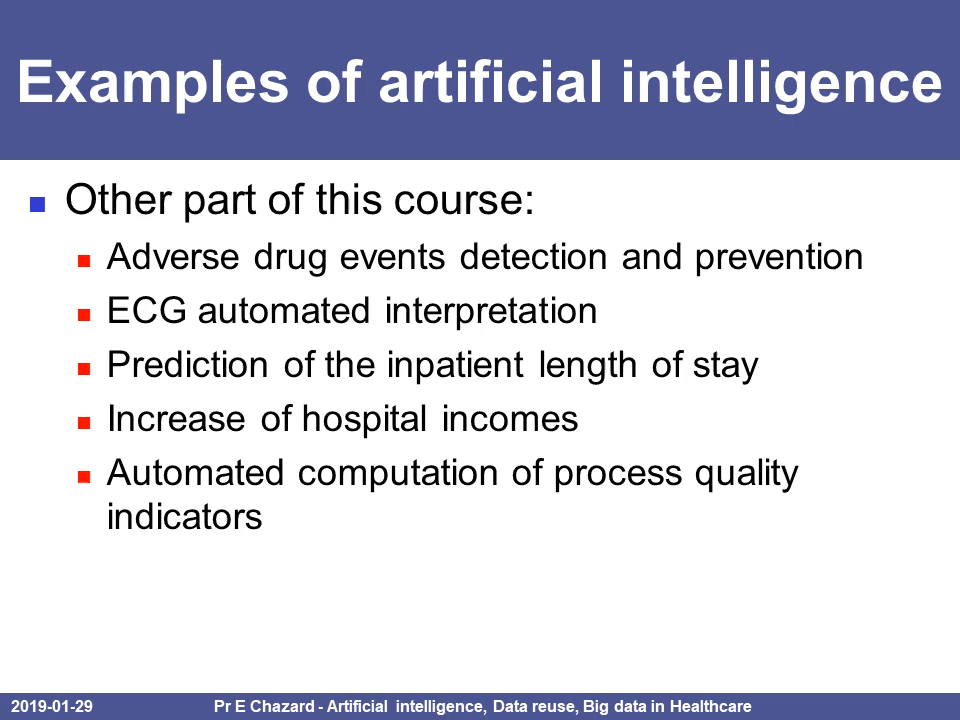 Examples of artificial intelligence
Other part of this course:
Adverse drug events detection and prevention
ECG automated interpretation
Prediction of the inpatient length of stay
Increase of hospital incomes
Automated computation of process quality
indicators
2019-01-29
Pr E Chazard - Artificial intelligence, Data reuse, Big data in Healthcare